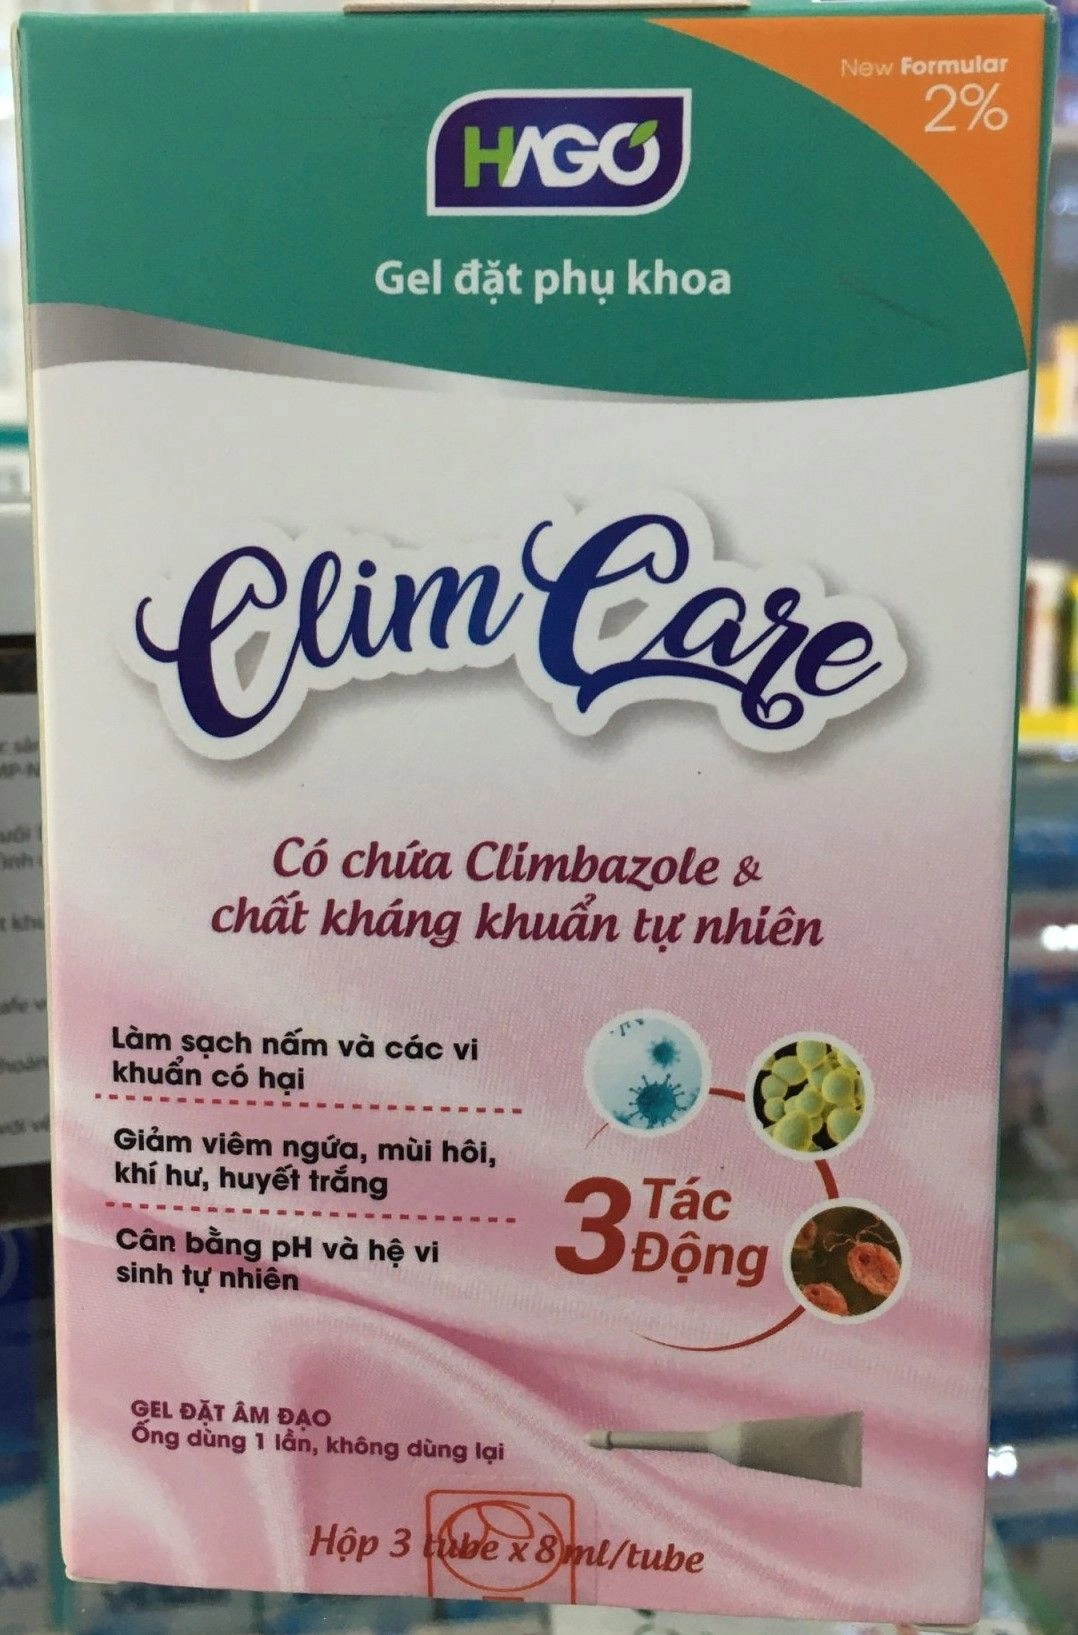 New Formular
2%
HAGO
Gel đặt phụ khoa
Clim Care
Có chứa Climbazole &
chất kháng khuẩn tự nhiên
Làm sạch nấm và các vi
khuẩn có hại
Giảm viêm ngứa, mùi hôi,
khí hư, huyết trắng
Cân bằng pH và hệ vi
sinh tự nhiên
3 Tác
Động
GEL ĐẶT ÂM ĐẠO
Ống dùng 1 lần, không dùng lại
Hộp 3 tube x 8 ml/tube